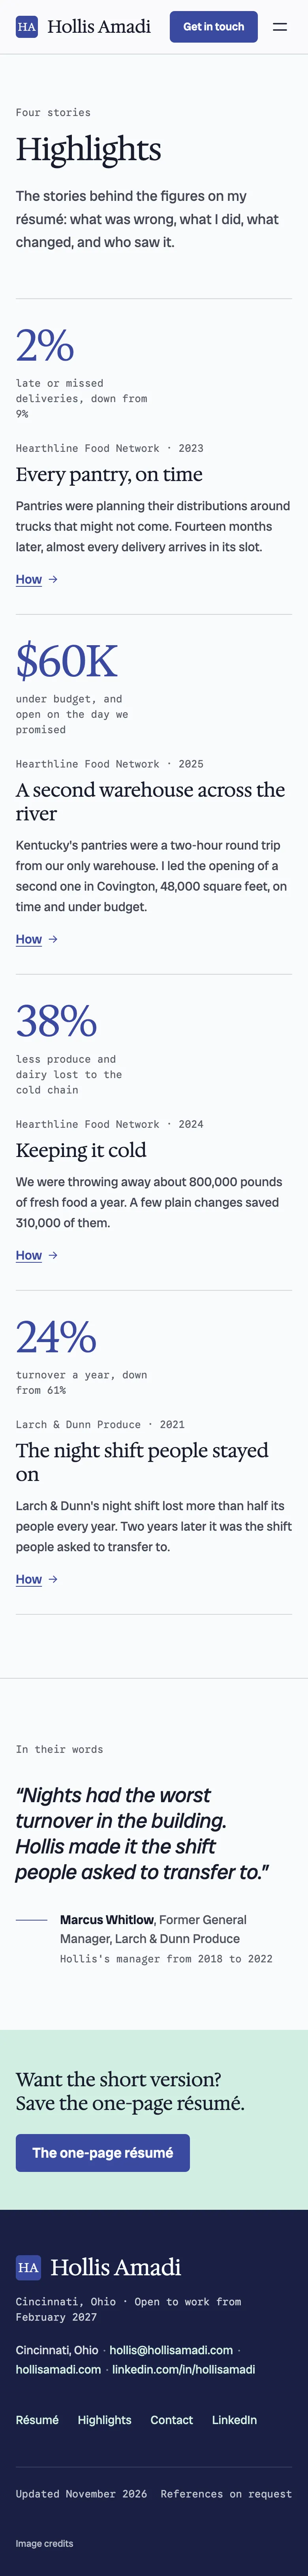 HA Hollis Amadi Get in touch
Four stories
Highlights
The stories behind the figures on my
résumé: what was wrong, what I did, what
changed, and who saw it.
2%
late or missed
deliveries, down from
9%
Hearthline Food Network · 2023
Every pantry, on time
Pantries were planning their distributions around
trucks that might not come. Fourteen months
later, almost every delivery arrives in its slot.
How →
$60K
under budget, and
open on the day we
promised
Hearthline Food Network · 2025
A second warehouse across the
river
Kentucky's pantries were a two-hour round trip
from our only warehouse. I led the opening of a
second one in Covington, 48,000 square feet, on
time and under budget.
How →
38%
less produce and
dairy lost to the
cold chain
Hearthline Food Network · 2024
Keeping it cold
We were throwing away about 800,000 pounds
of fresh food a year. A few plain changes saved
310,000 of them.
How →
24%
turnover a year, down
from 61%
Larch & Dunn Produce · 2021
The night shift people stayed
on
Larch & Dunn's night shift lost more than half its
people every year. Two years later it was the shift
people asked to transfer to.
How →
In their words
“Nights had the worst
turnover in the building.
Hollis made it the shift
people asked to transfer to.”
Marcus Whitlow, Former General
Manager, Larch & Dunn Produce
Hollis's manager from 2018 to 2022
Want the short version?
Save the one-page résumé.
The one-page résumé
HA Hollis Amadi
Cincinnati, Ohio · Open to work from
February 2027
Cincinnati, Ohio · hollis@hollisamadi.com ·
hollisamadi.com · linkedin.com/in/hollisamadi
Résumé Highlights Contact LinkedIn
Updated November 2026 References on request
Image credits